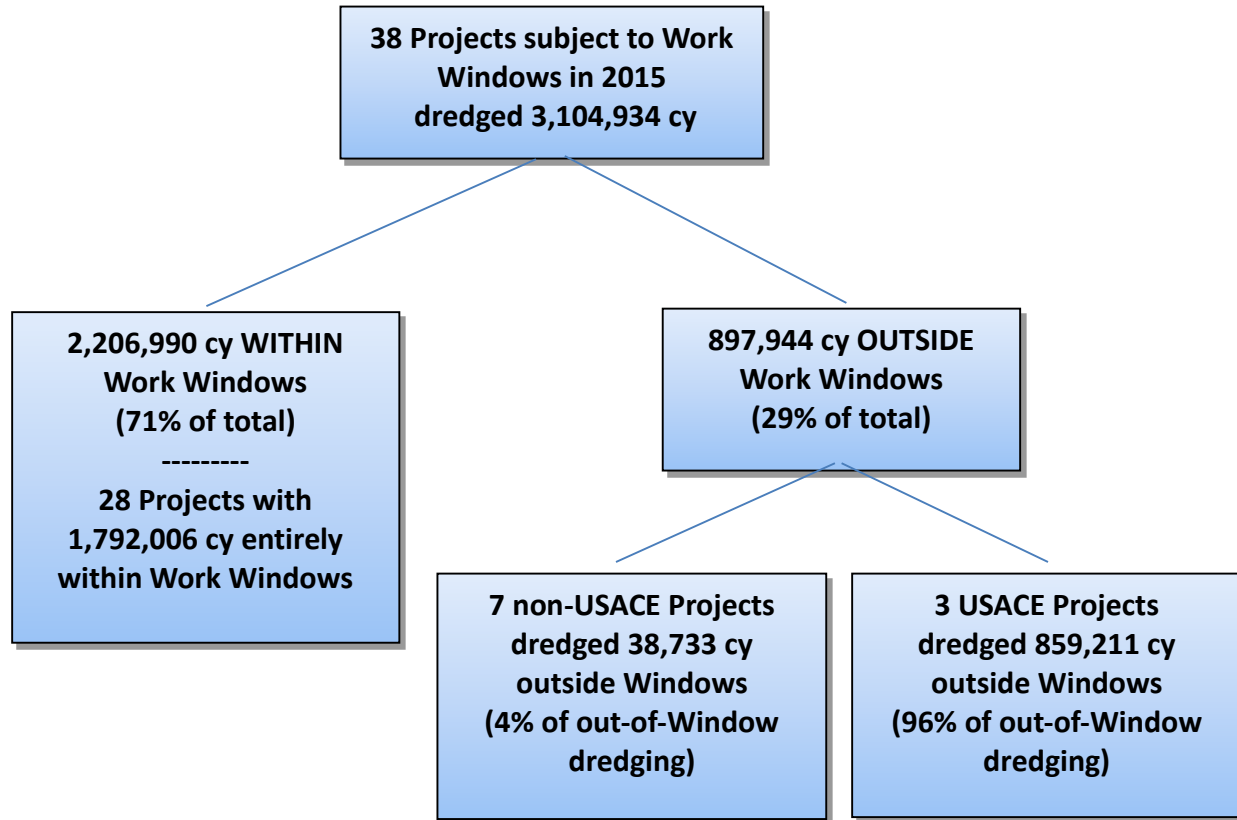 38 Projects subject to Work
Windows in 2015
dredged 3,104,934 cy
2,206,990 cy WITHIN
Work Windows
(71% of total)
---------
28 Projects with
1,792,006 cy entirely
within Work Windows
897,944 cy OUTSIDE
Work Windows
(29% of total)
7 non-USACE Projects
dredged 38,733 cy
outside Windows
(4% of out-of-Window
dredging)
3 USACE Projects
dredged 859,211 cy
outside Windows
(96% of out-of-Window
dredging)